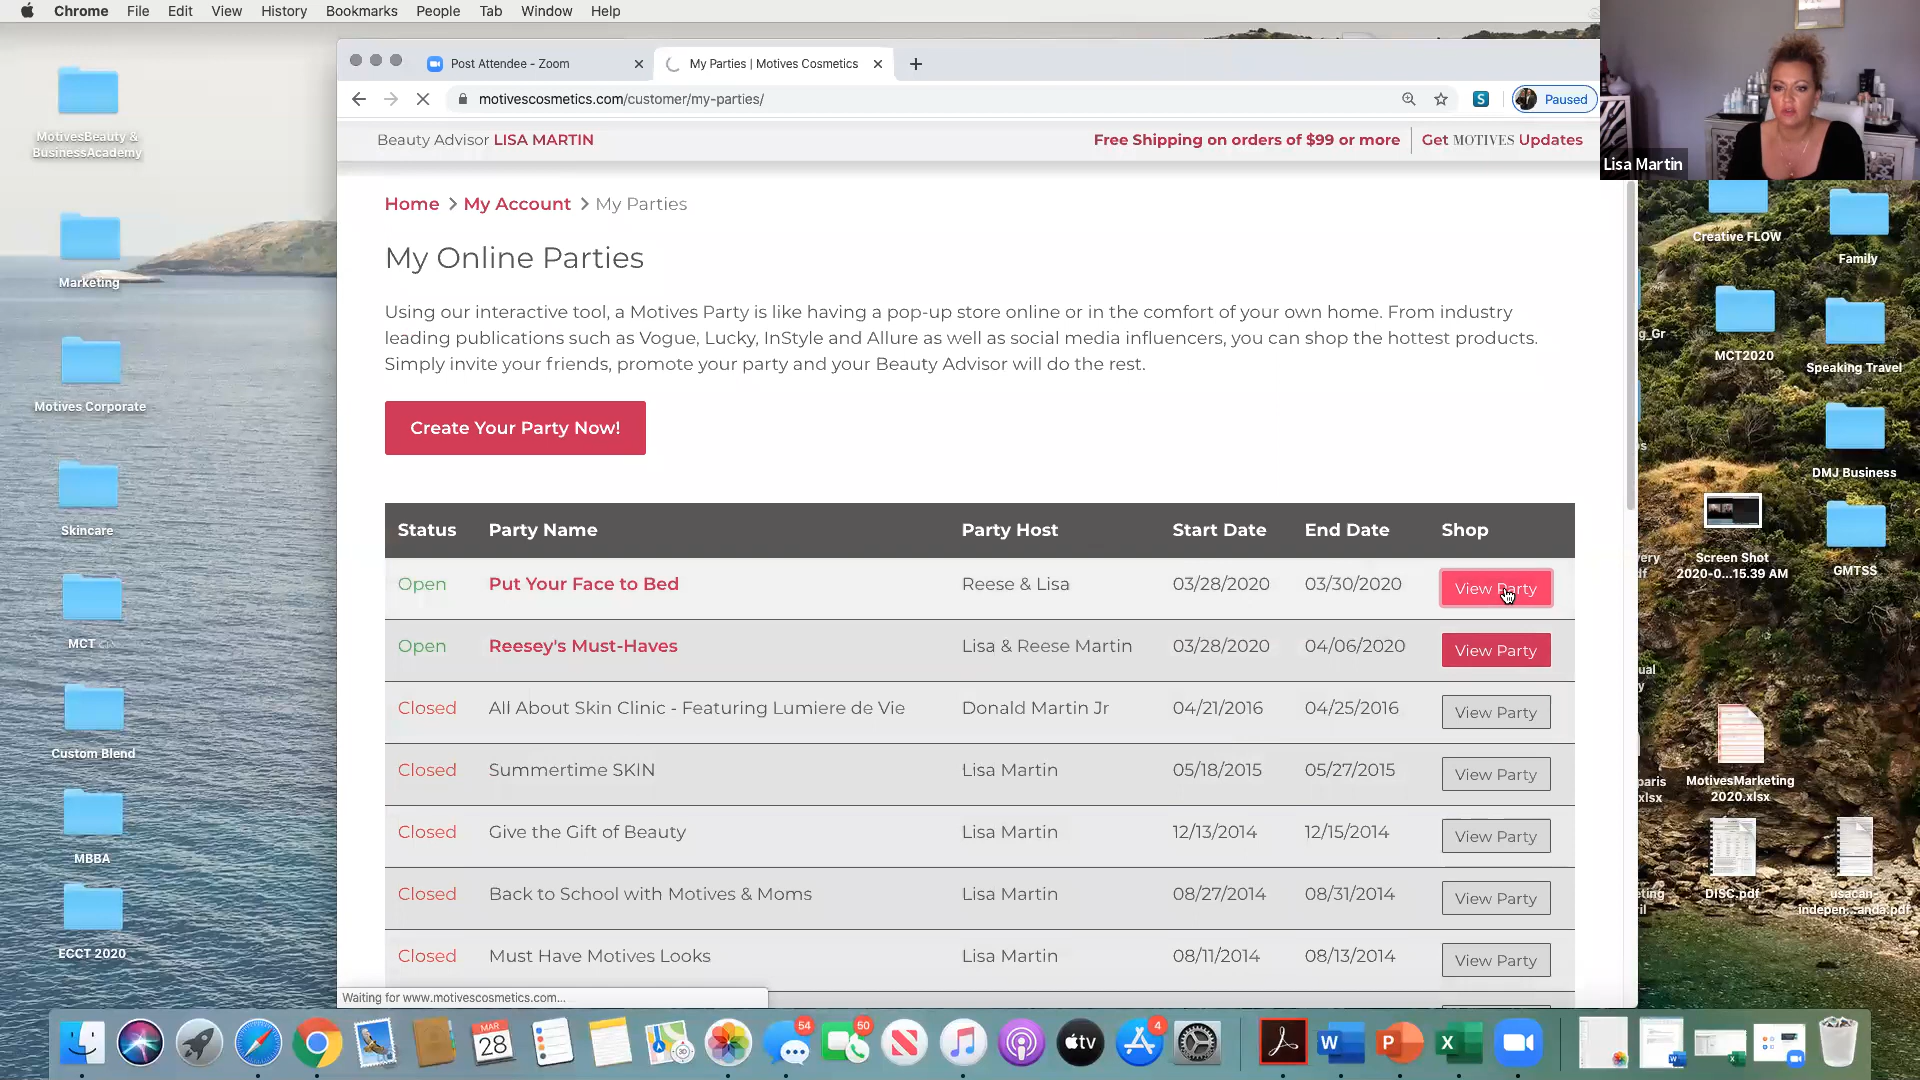 Chrome File Edit View History Bookmarks People Tab Window Help
Post Attendee - Zoom
My Parties | Motives Cosmetics
motivescosmetics.com/customer/my-parties/
S
Paused
Beauty Advisor LISA MARTIN
Free Shipping on orders of $99 or more
Get MOTIVES Updates
Lisa Martin
Home > My Account > My Parties
My Online Parties
Using our interactive tool, a Motives Party is like having a pop-up store online or in the comfort of your own home. From industry
leading publications such as Vogue, Lucky, InStyle and Allure as well as social media influencers, you can shop the hottest products.
Simply invite your friends, promote your party and your Beauty Advisor will do the rest.
Create Your Party Now!
Status Party Name Party Host Start Date End Date Shop
Open Put Your Face to Bed Reese & Lisa 03/28/2020 03/30/2020 View Party
Open Reesey's Must-Haves Lisa & Reese Martin 03/28/2020 04/06/2020 View Party
Closed All About Skin Clinic - Featuring Lumiere de Vie Donald Martin Jr 04/21/2016 04/25/2016 View Party
Closed Summertime SKIN Lisa Martin 05/18/2015 05/27/2015 View Party
Closed Give the Gift of Beauty Lisa Martin 12/13/2014 12/15/2014 View Party
Closed Back to School with Motives & Moms Lisa Martin 08/27/2014 08/31/2014 View Party
Closed Must Have Motives Looks Lisa Martin 08/11/2014 08/13/2014 View Party
Waiting for www.motivescosmetics.com...
MotivesBeauty &
BusinessAcademy
Marketing
Motives Corporate
Skincare
MCT
Custom Blend
MBBA
ECCT 2020
Creative FLOW
Family
MCT2020
Speaking Travel
DMJ Business
Screen Shot
2020-0...15.39 AM
GMTSS
MotivesMarketing
2020.xlsx
DISC.pdf
usacan-
indepen...anda.pdf
MAR
28
54
50
tv
4
W
P
X